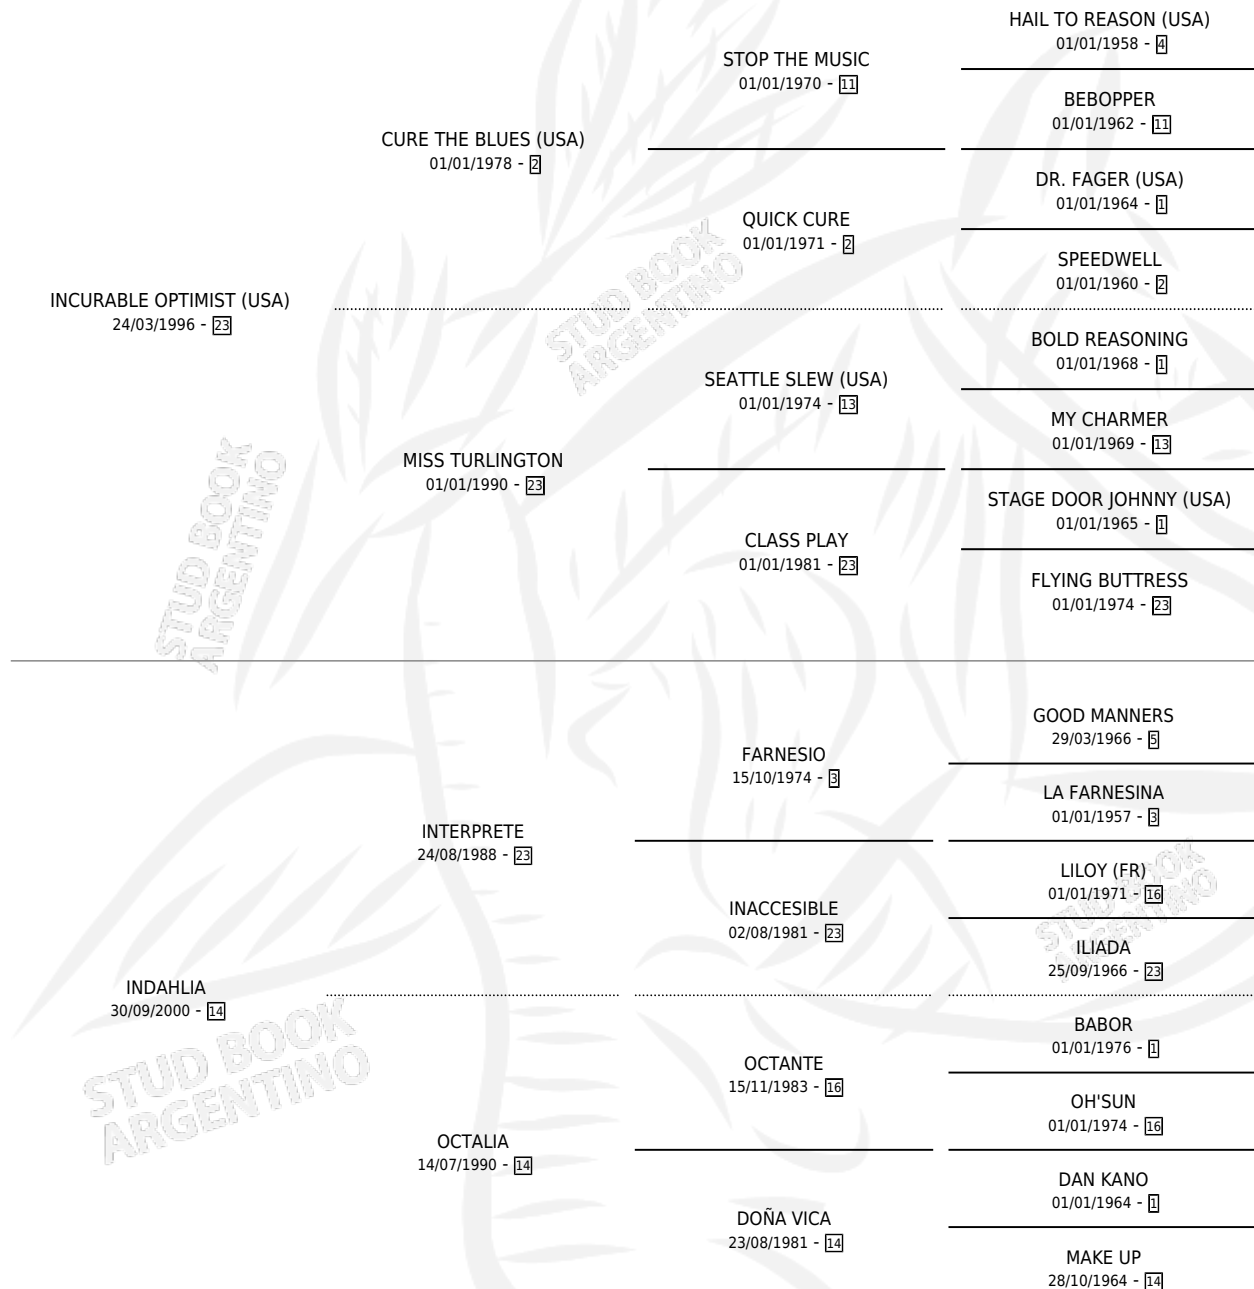 HAIL TO REASON (USA)
01/01/1958 - 4
STOP THE MUSIC
01/01/1970 - 11
BEBOPPER
01/01/1962 - 11
CURE THE BLUES (USA)
01/01/1978 - 2
DR. FAGER (USA)
01/01/1964 - 1
QUICK CURE
01/01/1971 - 2
SPEEDWELL
01/01/1960 - 2
INCURABLE OPTIMIST (USA)
24/03/1996 - 23
BOLD REASONING
01/01/1968 - 1
SEATTLE SLEW (USA)
01/01/1974 - 13
MY CHARMER
01/01/1969 - 13
MISS TURLINGTON
01/01/1990 - 23
STAGE DOOR JOHNNY (USA)
01/01/1965 - 1
CLASS PLAY
01/01/1981 - 23
FLYING BUTTRESS
01/01/1974 - 23
GOOD MANNERS
29/03/1966 - 5
FARNESIO
15/10/1974 - 3
LA FARNESINA
01/01/1957 - 3
INTERPRETE
24/08/1988 - 23
LILOY (FR)
01/01/1971 - 16
INACCESIBLE
02/08/1981 - 23
ILIADA
25/09/1966 - 23
INDAHLIA
30/09/2000 - 14
BABOR
01/01/1976 - 1
OCTANTE
15/11/1983 - 16
OH'SUN
01/01/1974 - 16
OCTALIA
14/07/1990 - 14
DAN KANO
01/01/1964 - 1
DOÑA VICA
23/08/1981 - 14
MAKE UP
28/10/1964 - 14
STUD BOOK
ARGENTINO
STUD BOOK
ARGENTINO
STUD BOOK
ARGENTINO
STUD BOOK
ARGENTINO